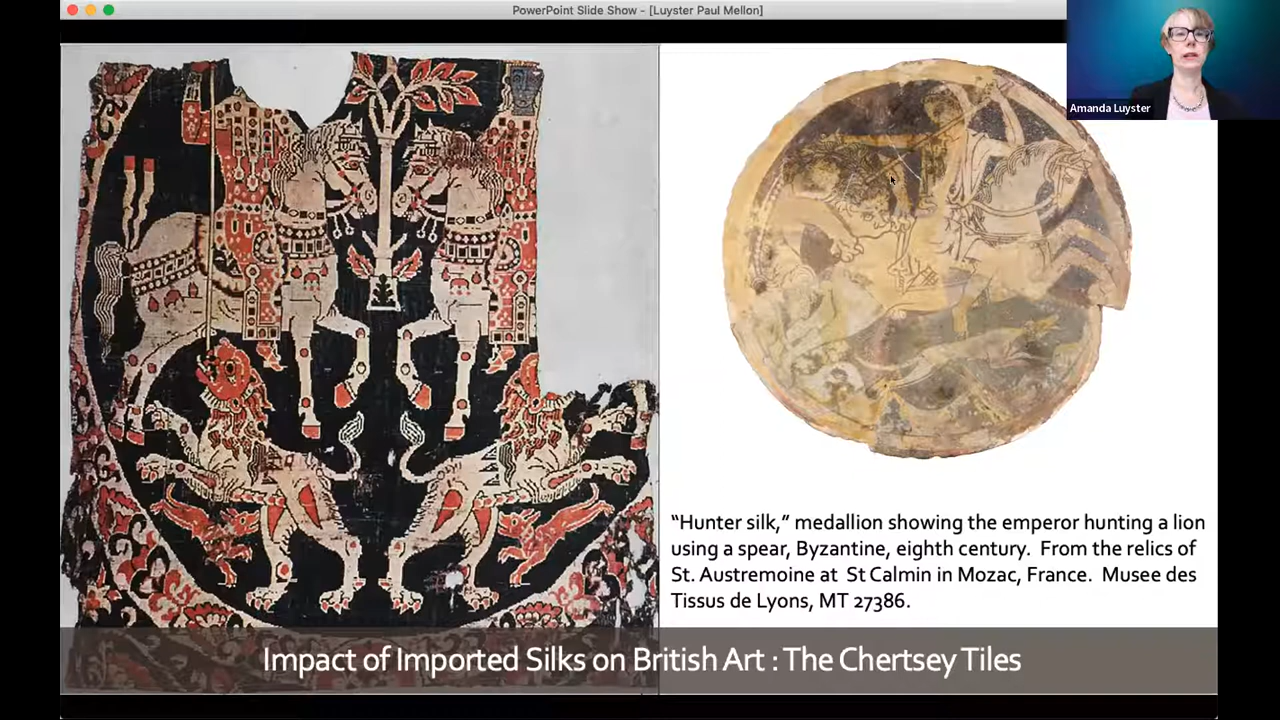 PowerPoint Slide Show - [Luyster Paul Mellon]
Amanda Luyster
“Hunter silk,” medallion showing the emperor hunting a lion
using a spear, Byzantine, eighth century. From the relics of
St. Austremoine at St Calmin in Mozac, France. Musee des
Tissus de Lyons, MT 27386.
Impact of Imported Silks on British Art : The Chertsey Tiles